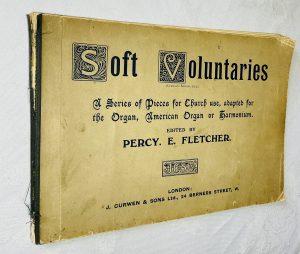 Soft Voluntaries
A Series of Pieces for Church use, adapted for
the Organ, American Organ or Harmonium.
EDITED BY
PERCY. E. FLETCHER.
LONDON:
J. CURWEN & SONS Ltd., 24 BERNERS STREET, W.